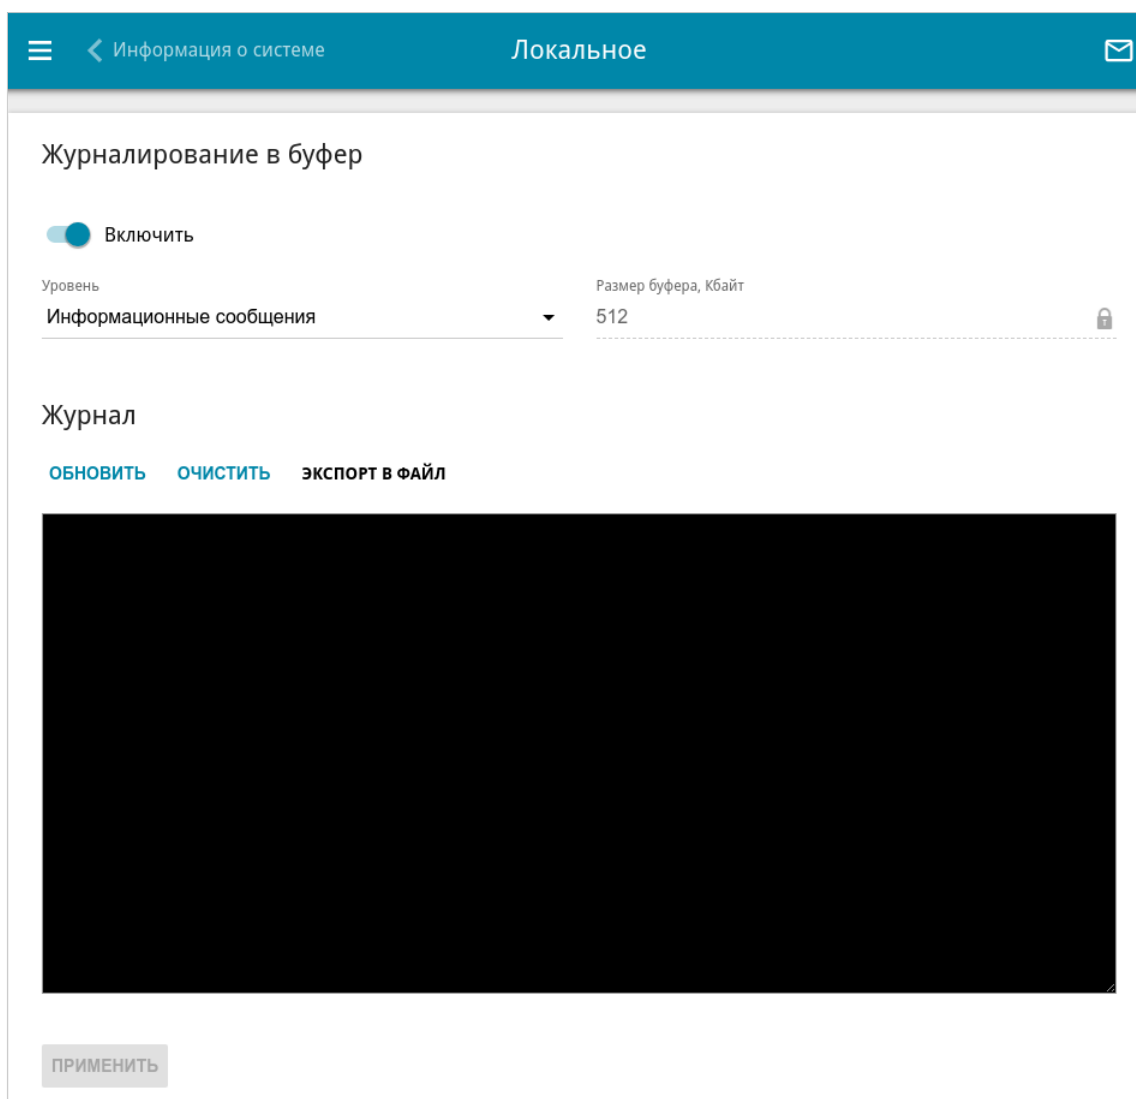 Информация о системе Локальное
Журналирование в буфер
Включить
Уровень Размер буфера, Кбайт
Информационные сообщения 512
Журнал
ОБНОВИТЬ ОЧИСТИТЬ ЭКСПОРТ В ФАЙЛ
ПРИМЕНИТЬ